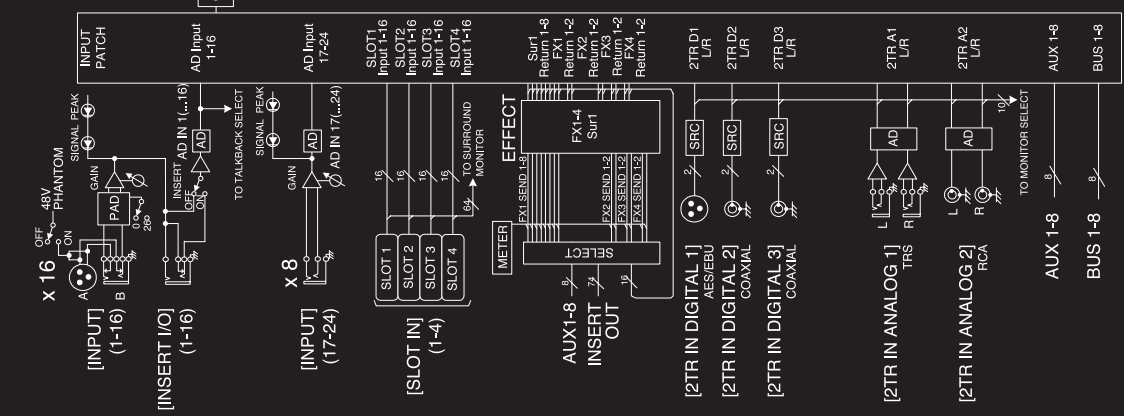 INPUT
PATCH
AD Input
1-16
AD Input
17-24
SLOT1
Input 1-16
SLOT2
Input 1-16
SLOT3
Input 1-16
SLOT4
Input 1-16
Sur1
Return 1-8
FX1
Return 1-2
FX2
Return 1-2
FX3
Return 1-2
FX4
Return 1-2
2TR D1
L/R
2TR D2
L/R
2TR D3
L/R
2TR A1
L/R
2TR A2
L/R
AUX 1-8
BUS 1-8
SIGNAL PEAK
48V
PHANTOM
OFF
ON
GAIN
PAD
0
26
x 16
A
B
[INPUT]
(1-16)
INSERT
OFF
ON
AD IN 1(...16)
AD
TO TALKBACK SELECT
[INSERT I/O]
(1-16)
SIGNAL PEAK
GAIN
AD
AD IN 17(...24)
x 8
[INPUT]
(17-24)
16
16
16
16
64
TO SURROUND
MONITOR
SLOT 1
SLOT 2
SLOT 3
SLOT 4
[SLOT IN]
(1-4)
EFFECT
FX1-4
Sur1
FX1 SEND 1-8
FX2 SEND 1-2
FX3 SEND 1-2
FX4 SEND 1-2
METER
SELECT
8
74
16
AUX1-8
INSERT
OUT
SRC
SRC
SRC
2
2
2
[2TR IN DIGITAL 1]
AES/EBU
[2TR IN DIGITAL 2]
COAXIAL
[2TR IN DIGITAL 3]
COAXIAL
AD
L
R
[2TR IN ANALOG 1]
TRS
AD
L
R
[2TR IN ANALOG 2]
RCA
10
TO MONITOR SELECT
8
AUX 1-8
8
BUS 1-8